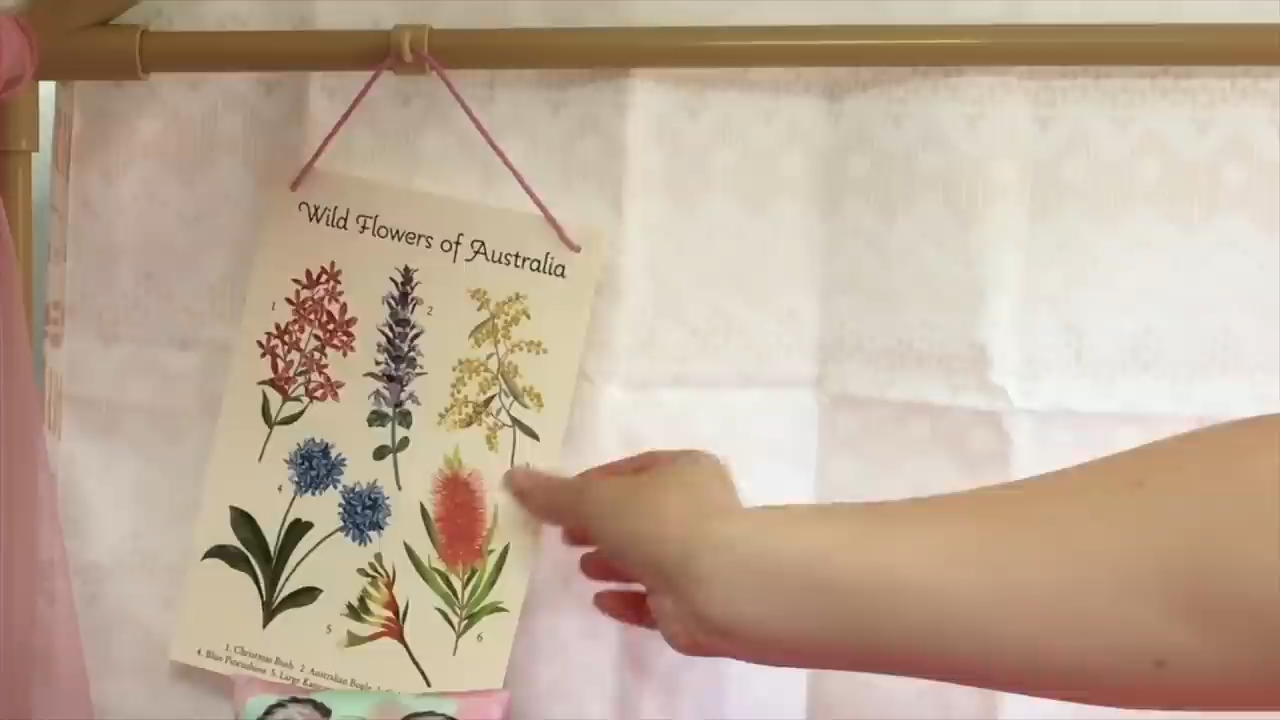 Wild Flowers of Australia
1
2
4
5
6
1. Christmas Bush 2 Australian Bugle
4. Blue Pincushion 5. Large